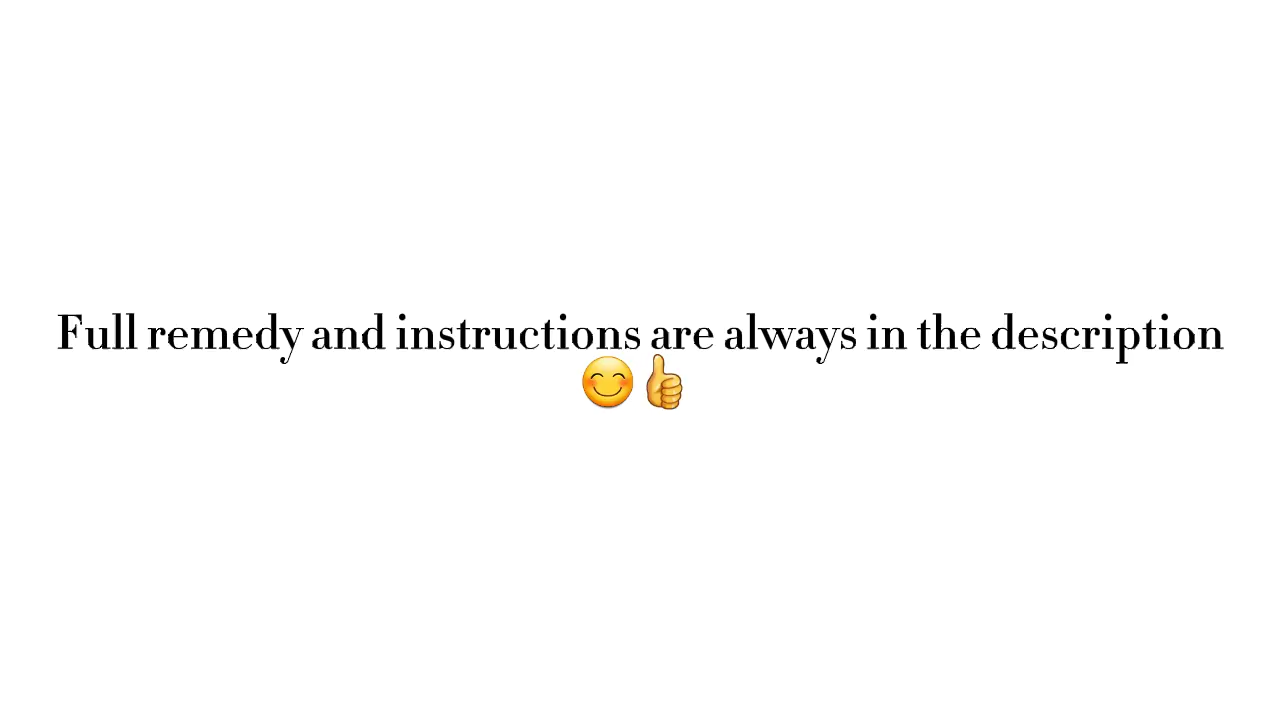 Full remedy and instructions are always in the description
😊👍